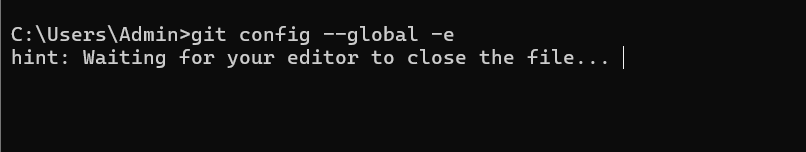 C:\Users\Admin>git config --global -e
hint: Waiting for your editor to close the file...